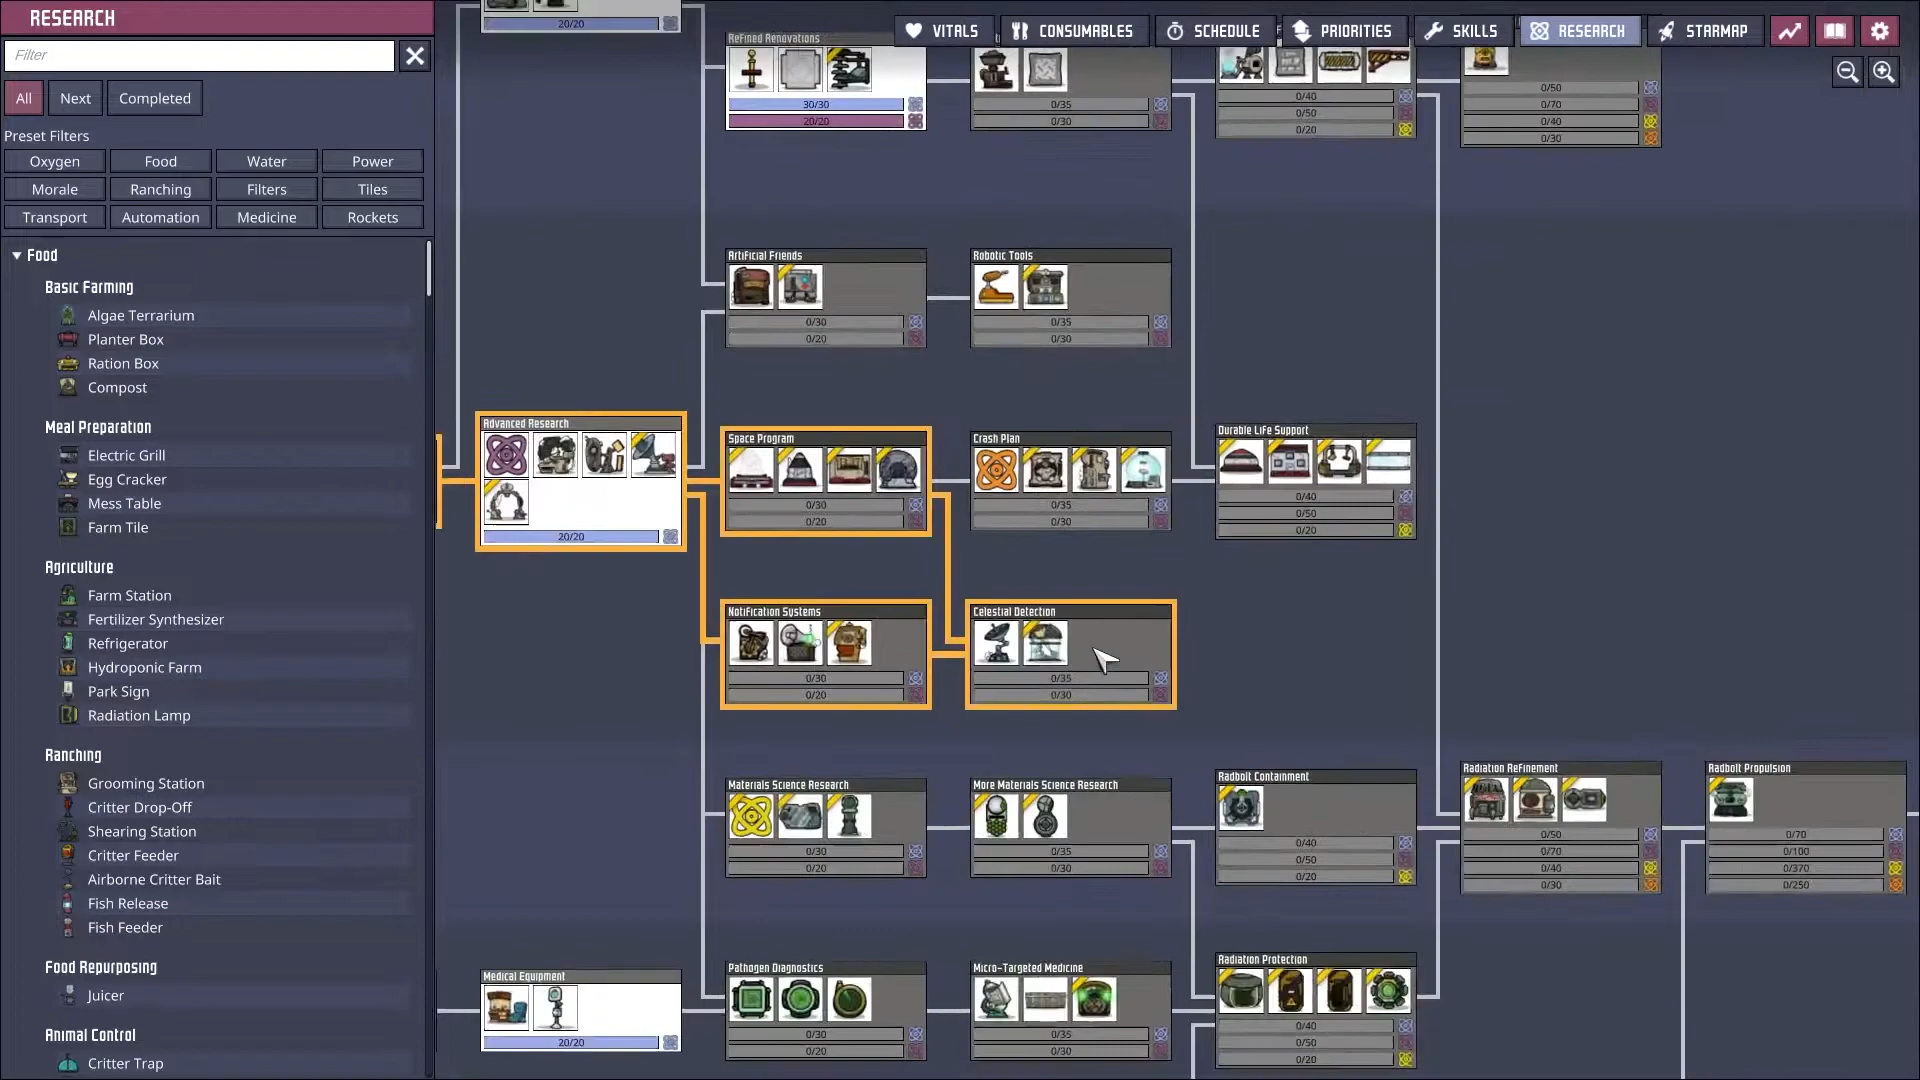 RESEARCH
VITALS
CONSUMABLES
SCHEDULE
PRIORITIES
SKILLS
RESEARCH
STARMAP
Filter
All
Next
Completed
Preset Filters
Oxygen
Food
Water
Power
Morale
Ranching
Filters
Tiles
Transport
Automation
Medicine
Rockets
Food
Basic Farming
Algae Terrarium
Planter Box
Ration Box
Compost
Meal Preparation
Electric Grill
Egg Cracker
Mess Table
Farm Tile
Agriculture
Farm Station
Fertilizer Synthesizer
Refrigerator
Hydroponic Farm
Park Sign
Radiation Lamp
Ranching
Grooming Station
Critter Drop-Off
Shearing Station
Critter Feeder
Airborne Critter Bait
Fish Release
Fish Feeder
Food Repurposing
Juicer
Animal Control
Critter Trap
20/20
Refined Renovations
30/30
20/20
0/35
0/30
0/40
0/50
0/20
0/50
0/70
0/40
0/30
Artificial Friends
0/30
0/20
Robotic Tools
0/35
0/30
Advanced Research
20/20
Space Program
0/30
0/20
Crash Plan
0/35
0/30
Durable Life Support
0/40
0/50
0/20
Notification Systems
0/30
0/20
Celestial Detection
0/35
0/30
Materials Science Research
0/30
0/20
More Materials Science Research
0/35
0/30
Radbolt Containment
0/40
0/50
0/20
Radiation Refinement
0/50
0/70
0/40
0/30
Radbolt Propulsion
0/70
0/100
0/370
0/250
Medical Equipment
20/20
Pathogen Diagnostics
0/30
0/20
Micro-Targeted Medicine
0/35
0/30
Radiation Protection
0/40
0/50
0/20